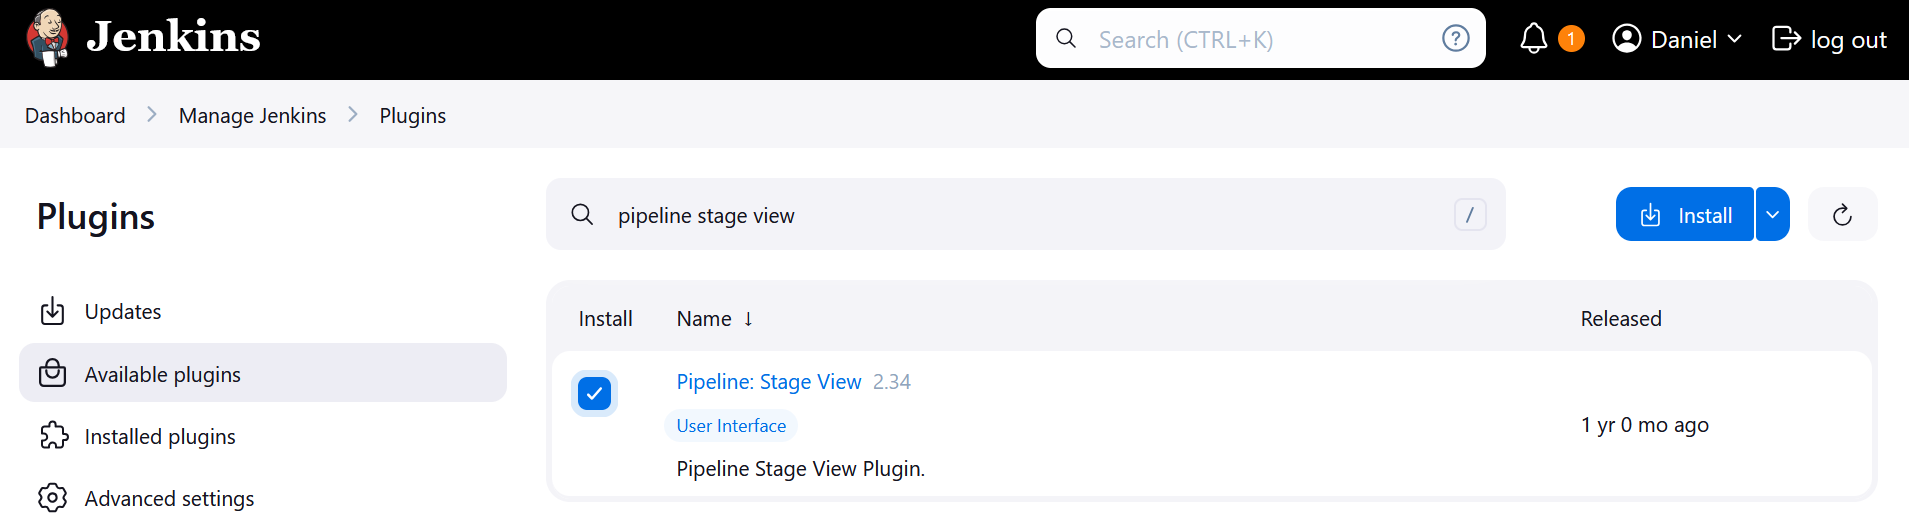 Jenkins
Search (CTRL+K)
?
1
Daniel
log out
Dashboard
Manage Jenkins
Plugins
Plugins
pipeline stage view
/
Install
Updates
Available plugins
Installed plugins
Advanced settings
Install
Name ↓
Released
Pipeline: Stage View 2.34
User Interface
1 yr 0 mo ago
Pipeline Stage View Plugin.